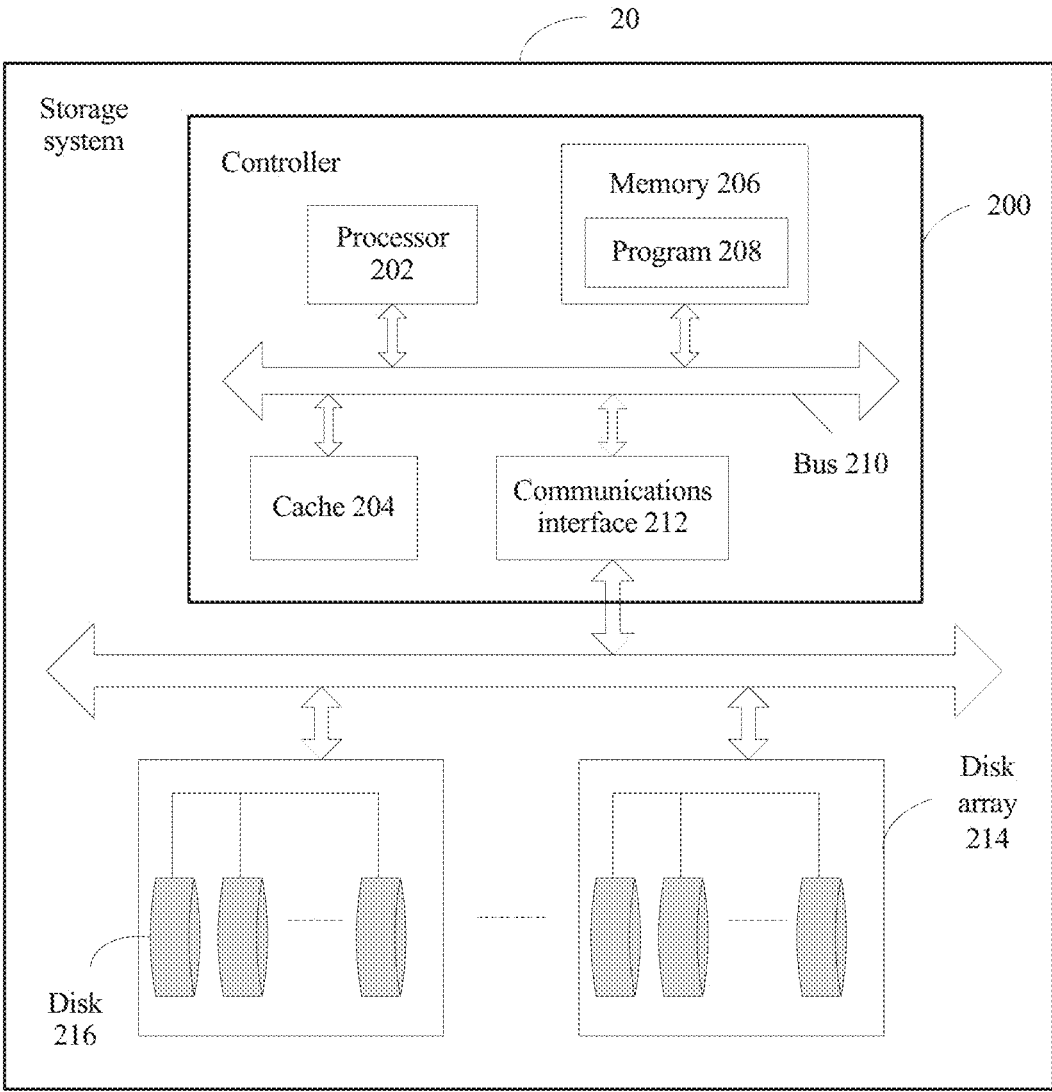 20
Storage
system
Controller
Memory 206
200
Program 208
Processor
202
Bus 210
Cache 204
Communications
interface 212
Disk
array
214
Disk
216